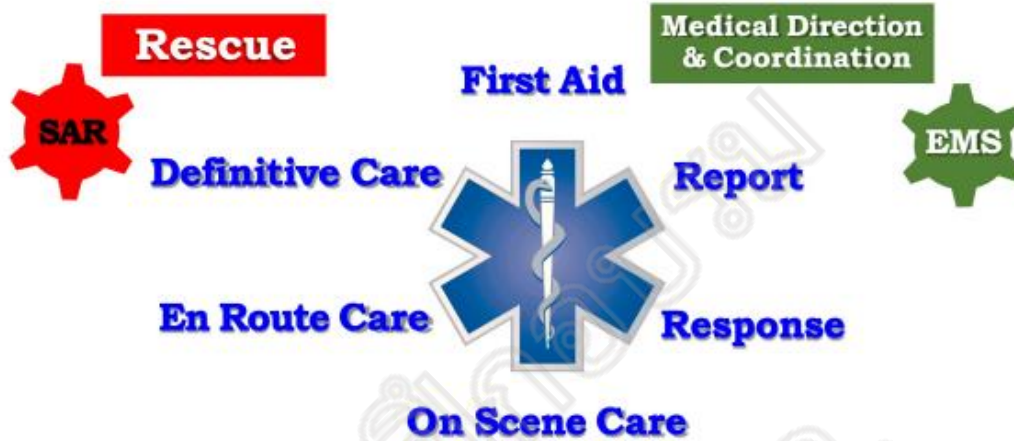 Rescue
Medical Direction
& Coordination
First Aid
SAR
EMS
Definitive Care
Report
En Route Care
Response
On Scene Care